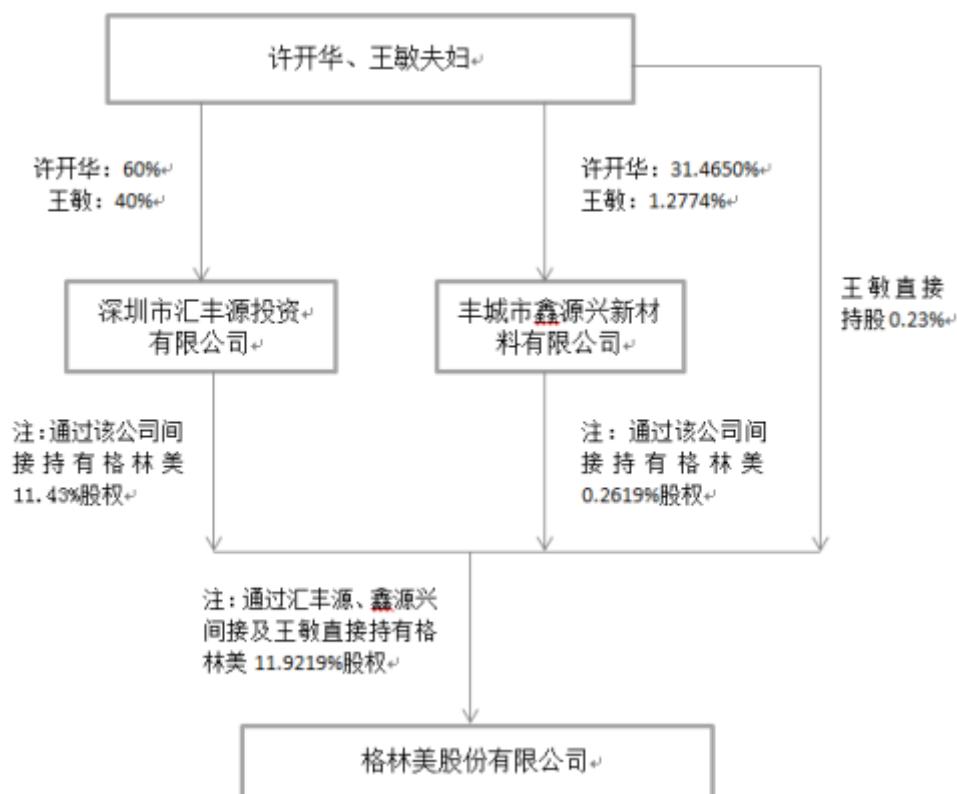 许开华、王敏夫妇
许开华：60%
王敏：40%
许开华：31.4650%
王敏：1.2774%
深圳市汇丰源投资
有限公司
丰城市鑫源兴新材
料有限公司
王敏直接
持股 0.23%
注：通过该公司间
接持有格林美
11.43%股权
注：通过该公司间
接持有格林美
0.2619%股权
注：通过汇丰源、鑫源兴
间接及王敏直接持有格
林美 11.9219%股权
格林美股份有限公司